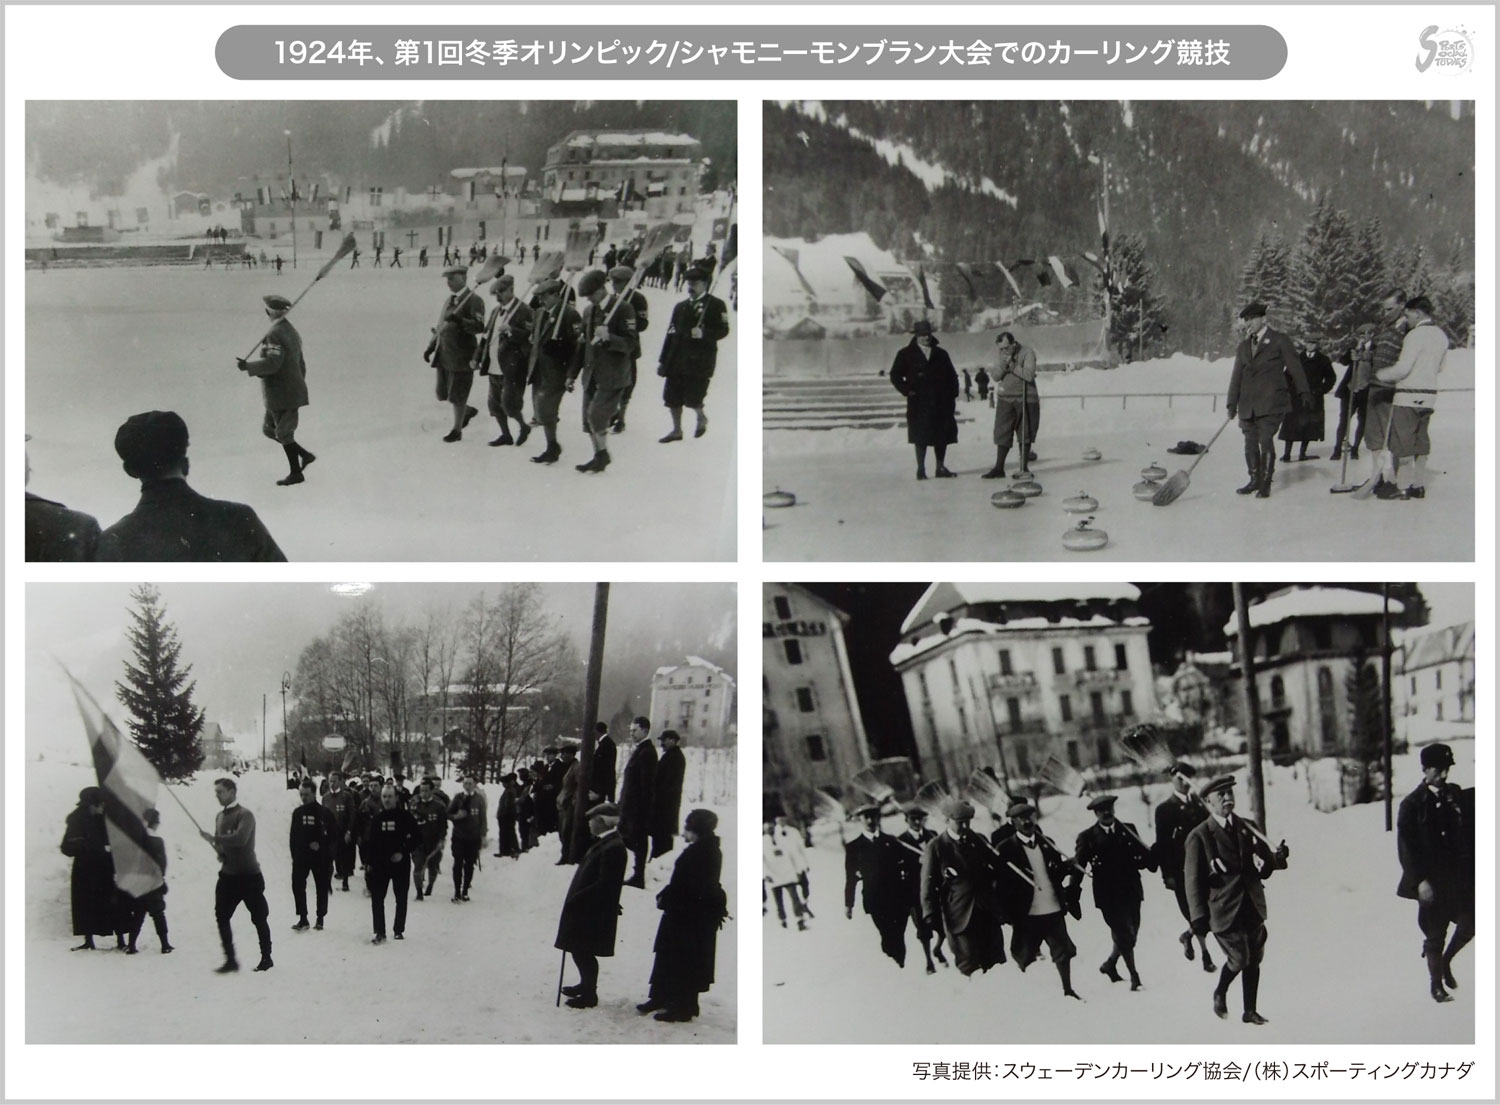 1924年、第1回冬季オリンピック/シャモニーモンブラン大会でのカーリング競技
SPORTS
SOCIAL
STUDIES
写真提供：スウェーデンカーリング協会/（株）スポーティングカナダ